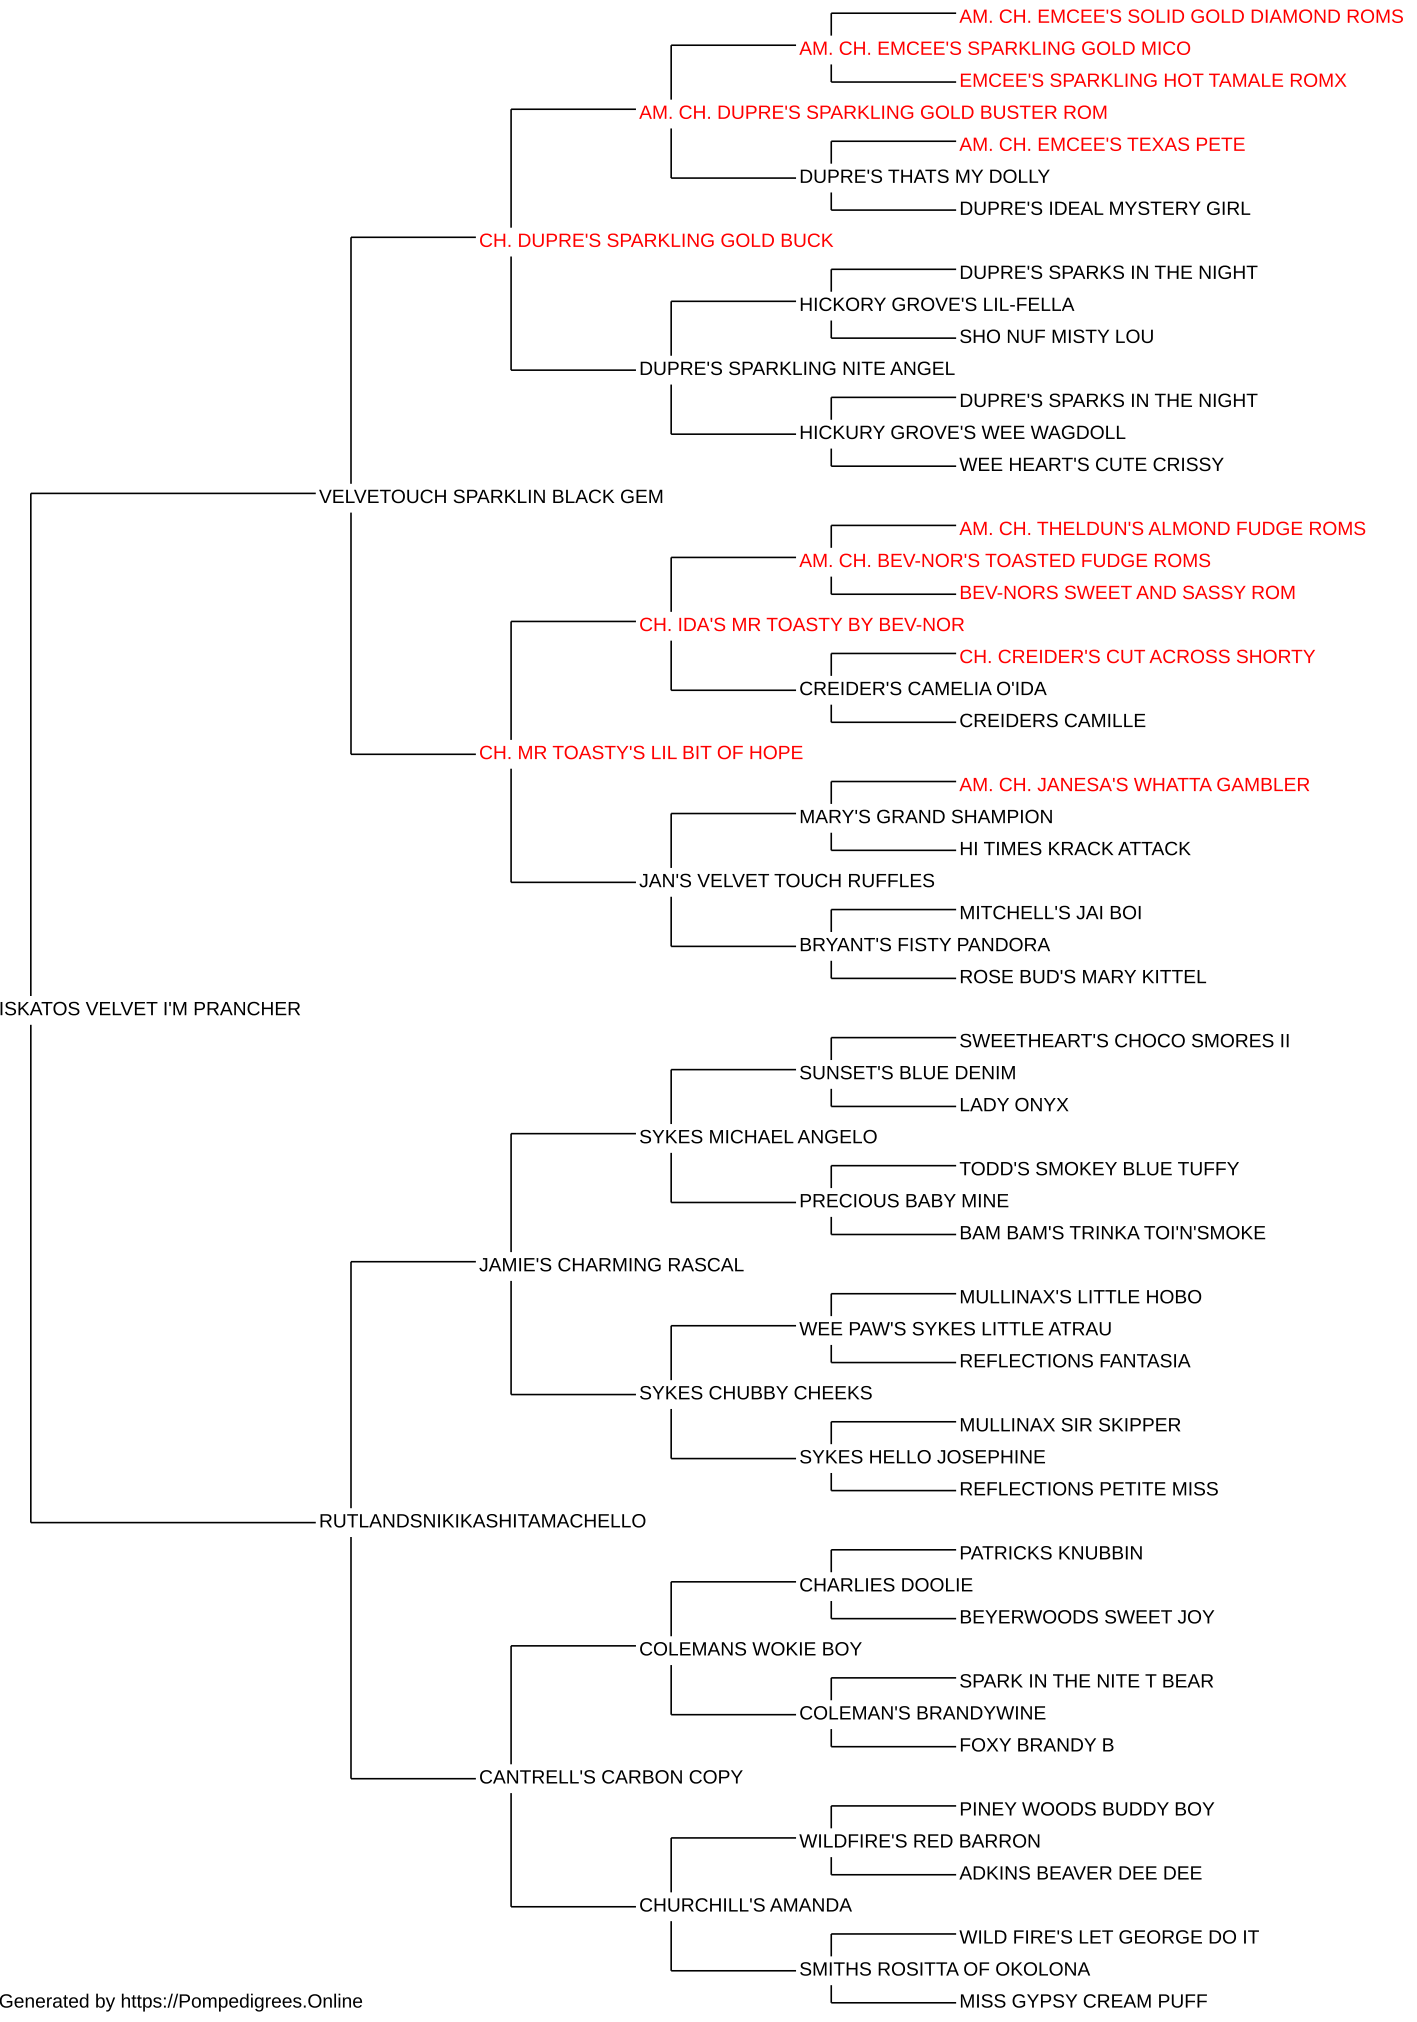 AM. CH. EMCEE'S SOLID GOLD DIAMOND ROMS
AM. CH. EMCEE'S SPARKLING GOLD MICO
EMCEE'S SPARKLING HOT TAMALE ROMX
AM. CH. DUPRE'S SPARKLING GOLD BUSTER ROM
AM. CH. EMCEE'S TEXAS PETE
DUPRE'S THATS MY DOLLY
DUPRE'S IDEAL MYSTERY GIRL
CH. DUPRE'S SPARKLING GOLD BUCK
DUPRE'S SPARKS IN THE NIGHT
HICKORY GROVE'S LIL-FELLA
SHO NUF MISTY LOU
DUPRE'S SPARKLING NITE ANGEL
DUPRE'S SPARKS IN THE NIGHT
HICKURY GROVE'S WEE WAGDOLL
WEE HEART'S CUTE CRISSY
VELVETOUCH SPARKLIN BLACK GEM
AM. CH. THELDUN'S ALMOND FUDGE ROMS
AM. CH. BEV-NOR'S TOASTED FUDGE ROMS
BEV-NORS SWEET AND SASSY ROM
CH. IDA'S MR TOASTY BY BEV-NOR
CH. CREIDER'S CUT ACROSS SHORTY
CREIDER'S CAMELIA O'IDA
CREIDERS CAMILLE
CH. MR TOASTY'S LIL BIT OF HOPE
AM. CH. JANESA'S WHATTA GAMBLER
MARY'S GRAND SHAMPION
HI TIMES KRACK ATTACK
JAN'S VELVET TOUCH RUFFLES
MITCHELL'S JAI BOI
BRYANT'S FISTY PANDORA
ROSE BUD'S MARY KITTEL
ISKATOS VELVET I'M PRANCHER
SWEETHEART'S CHOCO SMORES II
SUNSET'S BLUE DENIM
LADY ONYX
SYKES MICHAEL ANGELO
TODD'S SMOKEY BLUE TUFFY
PRECIOUS BABY MINE
BAM BAM'S TRINKA TOI'N'SMOKE
JAMIE'S CHARMING RASCAL
MULLINAX'S LITTLE HOBO
WEE PAW'S SYKES LITTLE ATRAU
REFLECTIONS FANTASIA
SYKES CHUBBY CHEEKS
MULLINAX SIR SKIPPER
SYKES HELLO JOSEPHINE
REFLECTIONS PETITE MISS
RUTLANDSNIKIKASHITAMACHELLO
PATRICKS KNUBBIN
CHARLIES DOOLIE
BEYERWOODS SWEET JOY
COLEMANS WOKIE BOY
SPARK IN THE NITE T BEAR
COLEMAN'S BRANDYWINE
FOXY BRANDY B
CANTRELL'S CARBON COPY
PINEY WOODS BUDDY BOY
WILDFIRE'S RED BARRON
ADKINS BEAVER DEE DEE
CHURCHILL'S AMANDA
WILD FIRE'S LET GEORGE DO IT
SMITHS ROSITTA OF OKOLONA
MISS GYPSY CREAM PUFF
Generated by https://Pompedigrees.Online